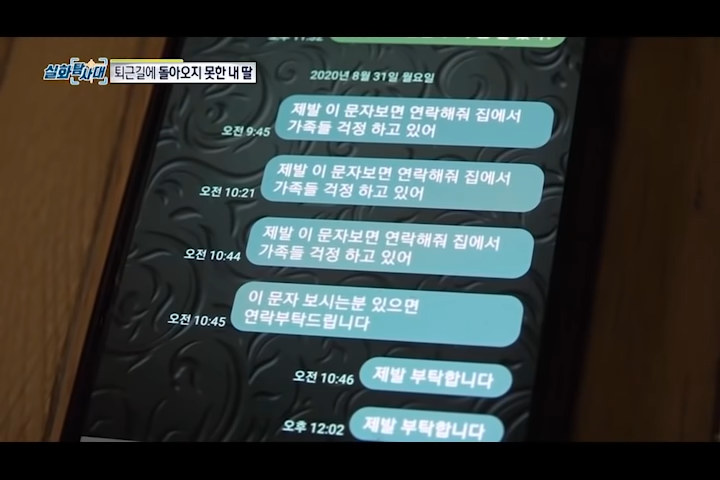 실화탐사대
퇴근길에 돌아오지 못한 내 딸
2020년 8월 31일 월요일
제발 이 문자보면 연락해줘 집에서
가족들 걱정 하고 있어
오전 9:45
제발 이 문자보면 연락해줘 집에서
가족들 걱정 하고 있어
오전 10:21
제발 이 문자보면 연락해줘 집에서
가족들 걱정 하고 있어
오전 10:44
이 문자 보시는분 있으면
연락부탁드립니다
오전 10:45
제발 부탁합니다
오전 10:46
제발 부탁합니다
오후 12:02